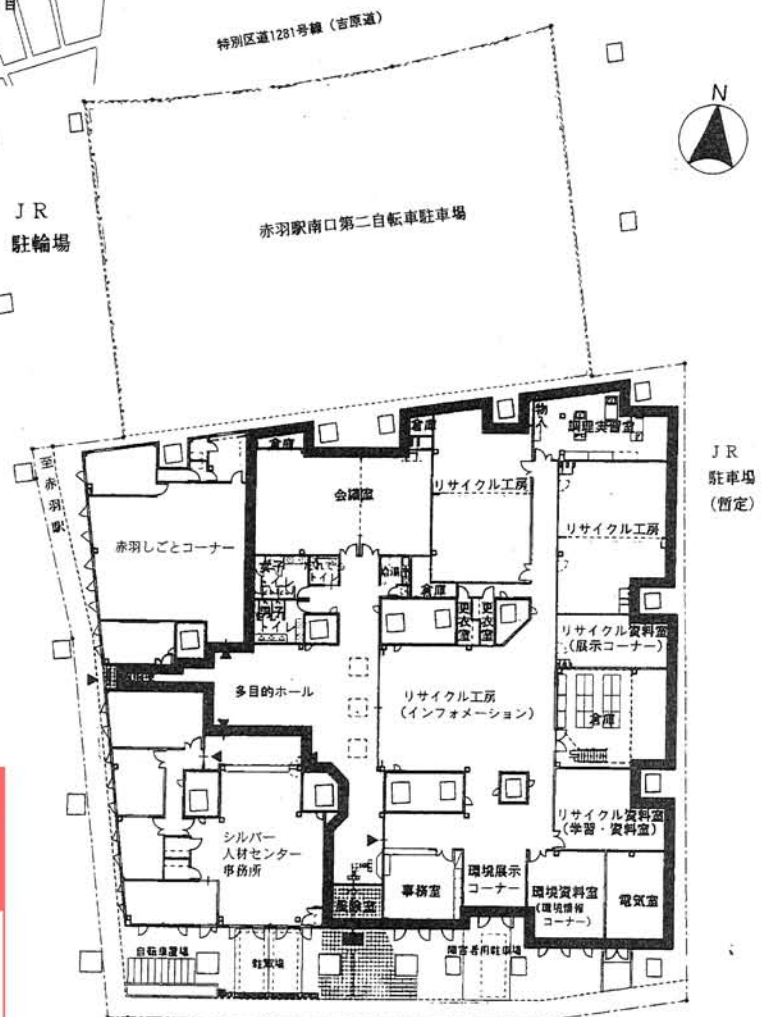 特別区道1281号線（吉原道）
N
ＪＲ
駐輪場
赤羽駅南口第二自転車駐車場
至赤羽駅
ＪＲ
駐車場
(暫定)
倉庫
倉庫
物入
調理実習室
会議室
リサイクル工房
リサイクル工房
赤羽しごとコーナー
女子
トイレ
だれでも
トイレ
給湯室
倉庫
男子
トイレ
更衣室
更衣室
リサイクル資料室
(展示コーナー)
多目的ホール
リサイクル工房
(インフォメーション)
倉庫
シルバー
人材センター
事務所
リサイクル資料室
(学習・資料室)
事務室
環境展示
コーナー
環境資料室
(環境情報
コーナー)
電気室
風除室
自転車置場
駐車場
障害者用駐車場